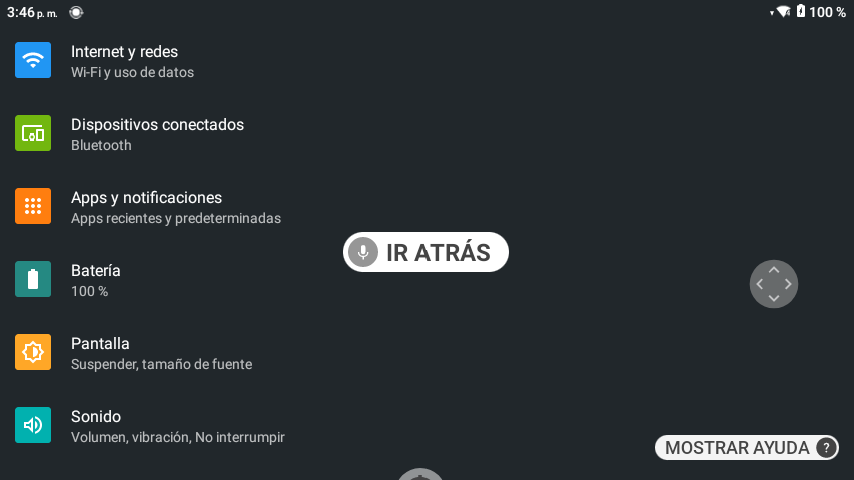 3:46 p. m.
100 %
Internet y redes
Wi-Fi y uso de datos
Dispositivos conectados
Bluetooth
Apps y notificaciones
Apps recientes y predeterminadas
IR ATRÁS
Batería
100 %
Pantalla
Suspender, tamaño de fuente
Sonido
Volumen, vibración, No interrumpir
MOSTRAR AYUDA ?